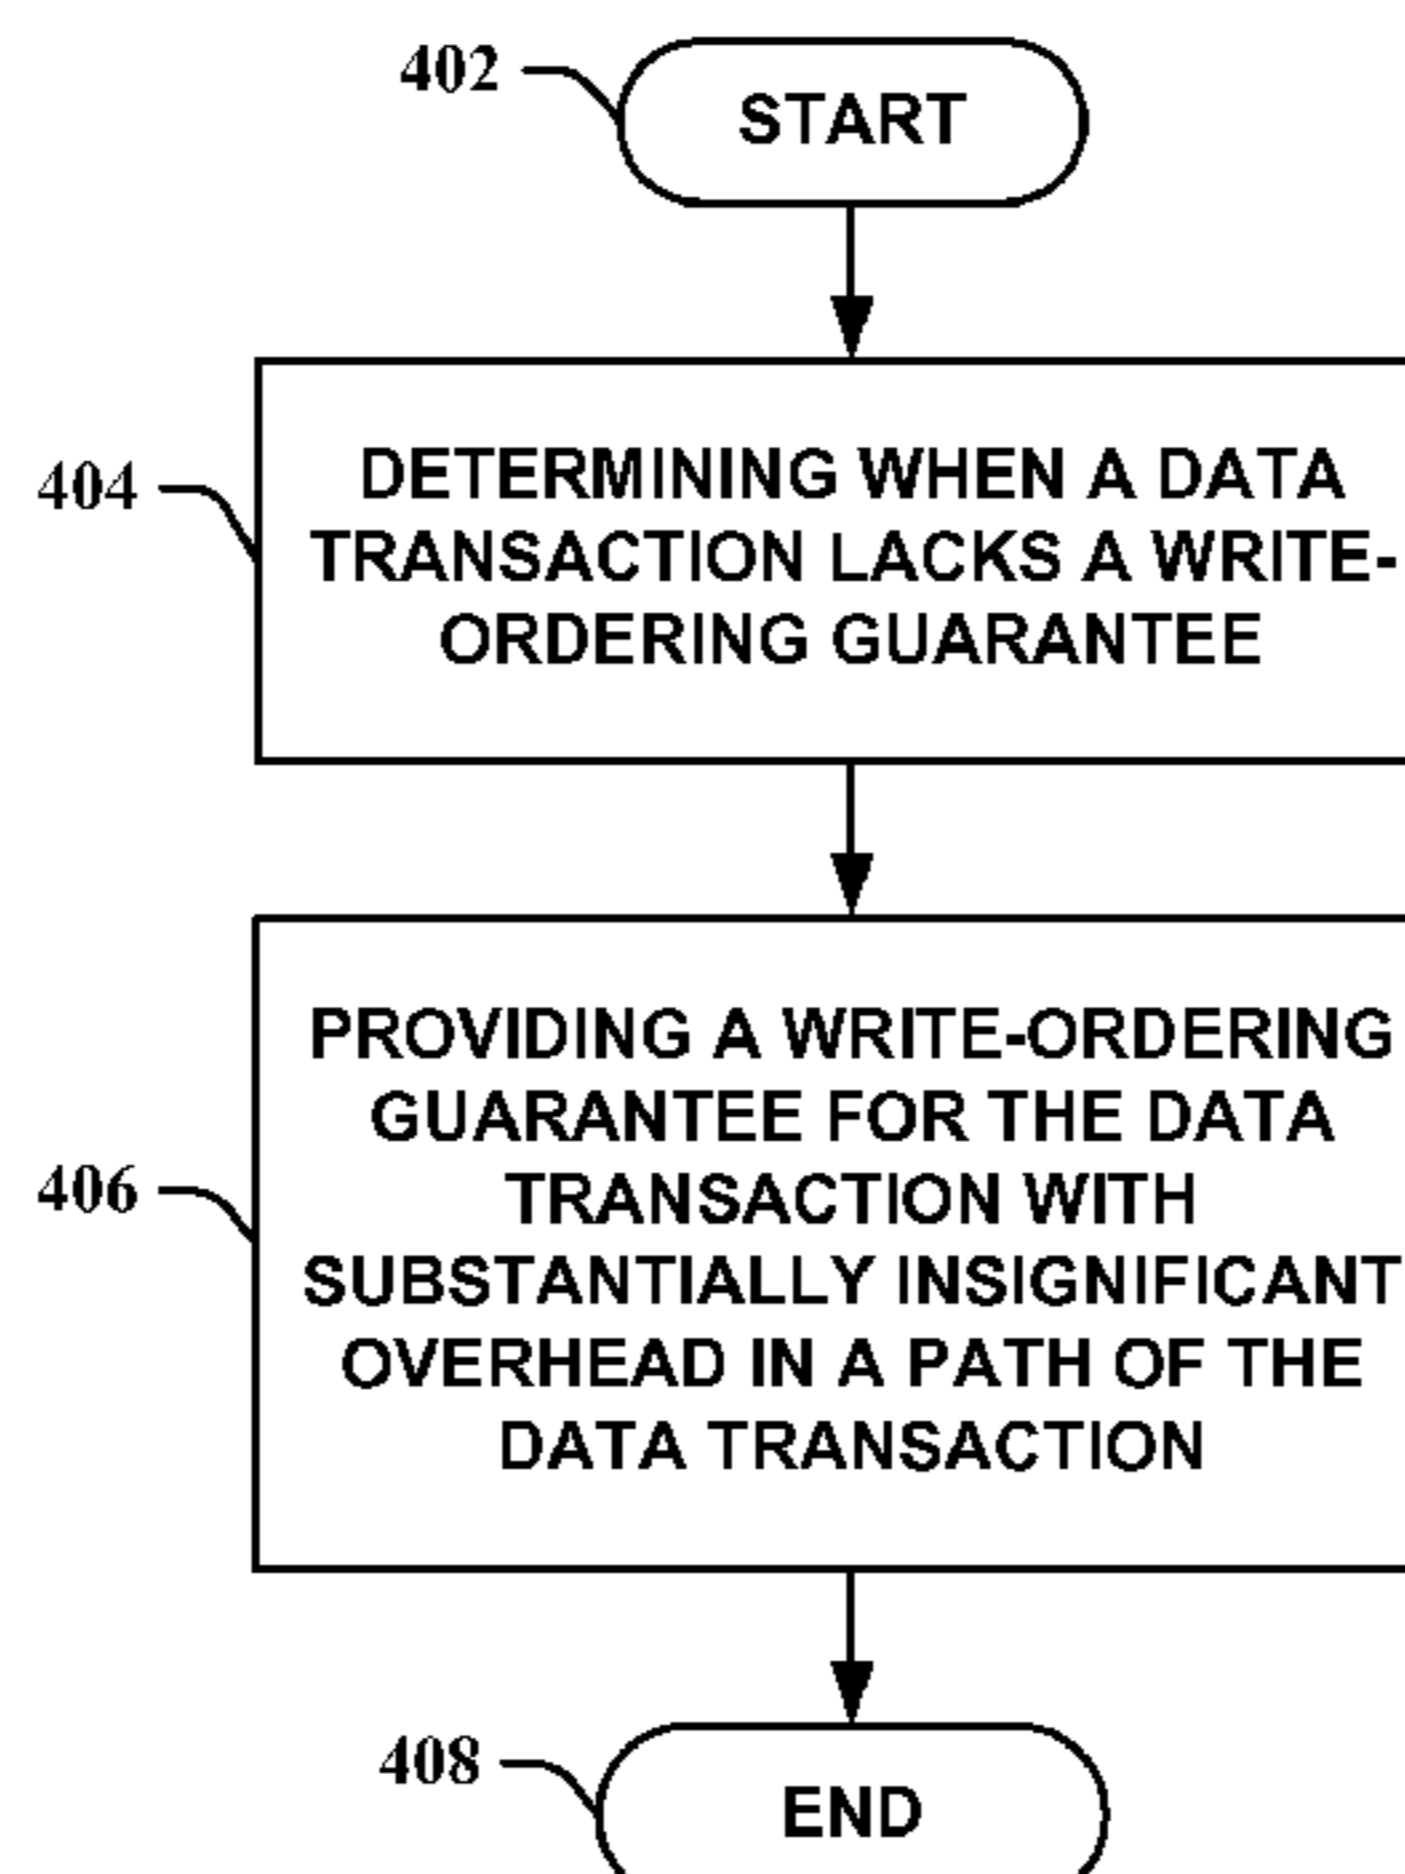 402
START
404
DETERMINING WHEN A DATA
TRANSACTION LACKS A WRITE-
ORDERING GUARANTEE
406
PROVIDING A WRITE-ORDERING
GUARANTEE FOR THE DATA
TRANSACTION WITH
SUBSTANTIALLY INSIGNIFICANT
OVERHEAD IN A PATH OF THE
DATA TRANSACTION
408
END